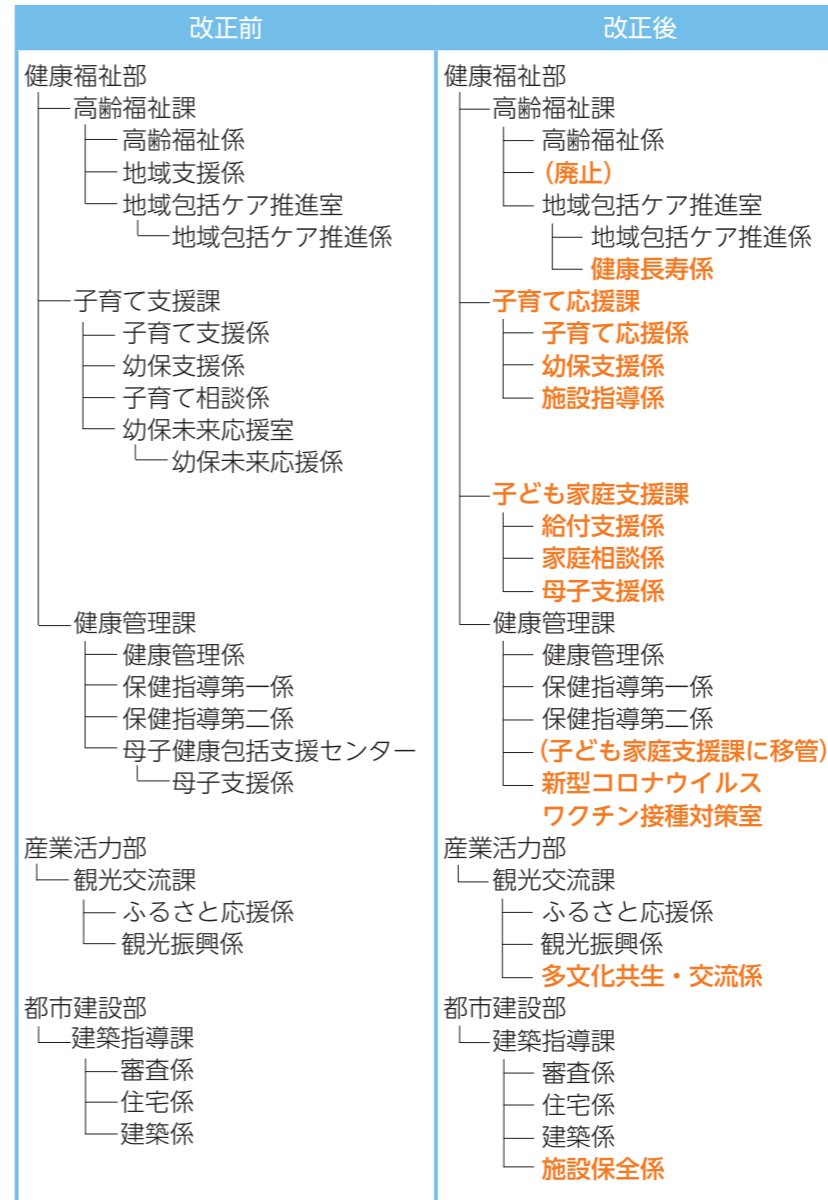 改正前
健康福祉部
高齢福祉課
高齢福祉係
地域支援係
地域包括ケア推進室
地域包括ケア推進係
子育て支援課
子育て支援係
幼保支援係
子育て相談係
幼保未来応援室
幼保未来応援係
健康管理課
健康管理係
保健指導第一係
保健指導第二係
母子健康包括支援センター
母子支援係
産業活力部
観光交流課
ふるさと応援係
観光振興係
都市建設部
建築指導課
審査係
住宅係
建築係
改正後
健康福祉部
高齢福祉課
高齢福祉係
(廃止)
地域包括ケア推進室
地域包括ケア推進係
健康長寿係
子育て応援課
子育て応援係
幼保支援係
施設指導係
子ども家庭支援課
給付支援係
家庭相談係
母子支援係
健康管理課
健康管理係
保健指導第一係
保健指導第二係
(子ども家庭支援課に移管)
新型コロナウイルス
ワクチン接種対策室
産業活力部
観光交流課
ふるさと応援係
観光振興係
多文化共生・交流係
都市建設部
建築指導課
審査係
住宅係
建築係
施設保全係